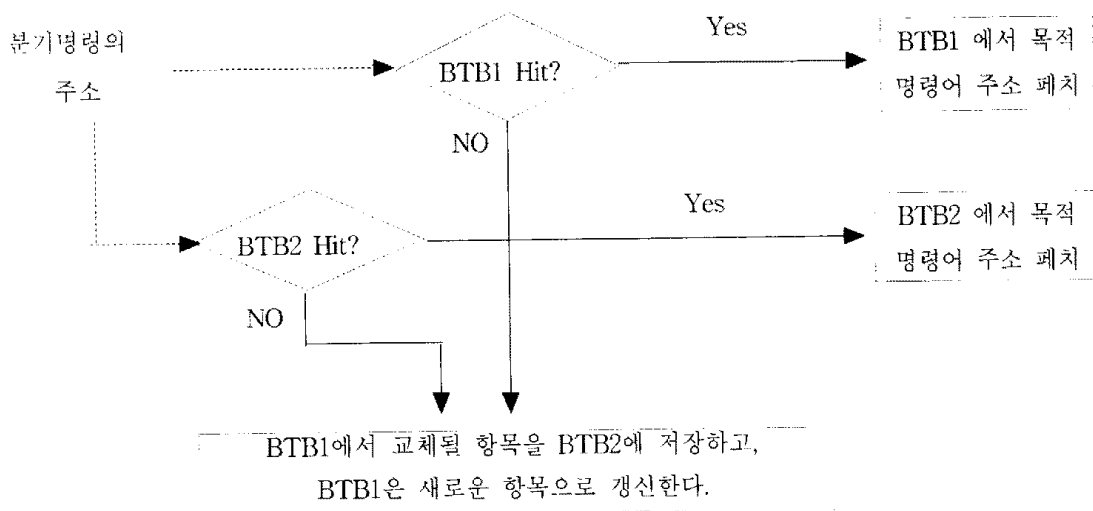 분기명령의
주소
BTB1 Hit?
Yes
BTB1 에서 목적
명령어 주소 페치
NO
BTB2 Hit?
Yes
BTB2 에서 목적
명령어 주소 페치
NO
BTB1에서 교체될 항목을 BTB2에 저장하고,
BTB1은 새로운 항목으로 갱신한다.